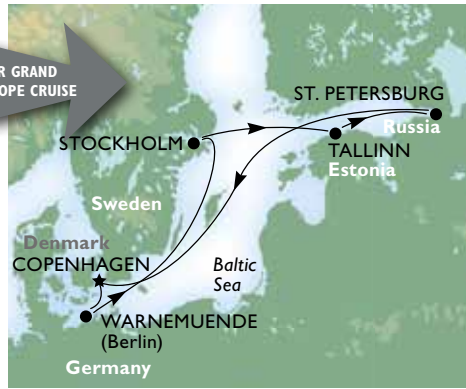 R GRAND
OPE CRUISE
ST. PETERSBURG
Russia
STOCKHOLM
TALLINN
Estonia
Sweden
Denmark
COPENHAGEN
Baltic
Sea
WARNEMUENDE
(Berlin)
Germany